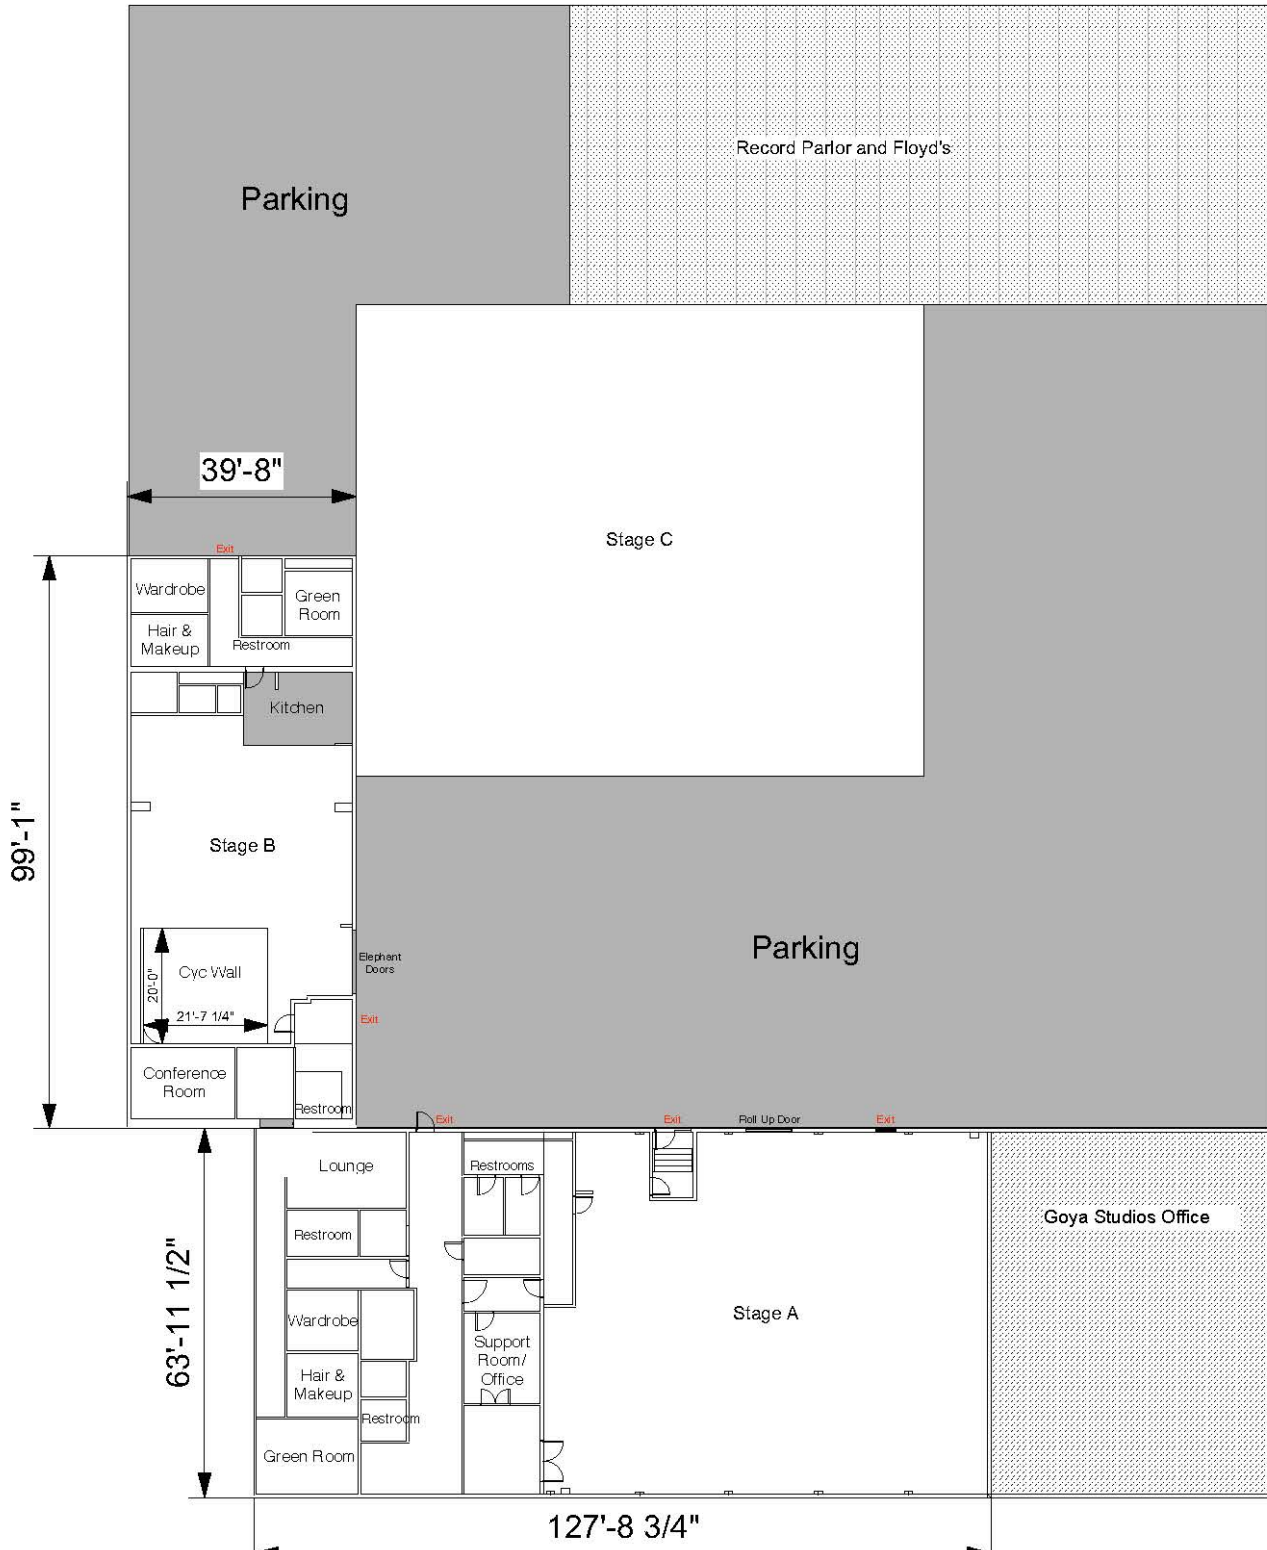 Record Parlor and Floyd's
Parking
39'-8"
Stage C
Exit
Wardrobe
Green
Room
Hair &
Makeup
Restroom
Kitchen
99'-1"
Stage B
Parking
Elephant
Doors
Cyc Wall
20'-0"
21'-7 1/4"
Exit
Conference
Room
Restroom
Exit
Exit
Roll Up Door
Exit
Lounge
Restrooms
Goya Studios Office
Restroom
63'-11 1/2"
Stage A
Wardrobe
Support
Room/
Office
Hair &
Makeup
Restroom
Green Room
127'-8 3/4"